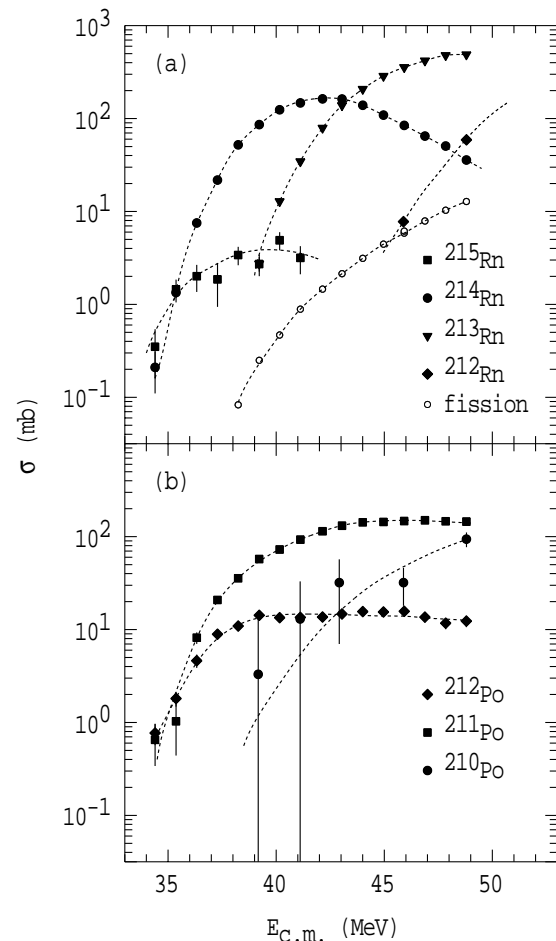 10³
(a)
10²
10¹
10⁰
10⁻¹
²¹⁵Rn
²¹⁴Rn
²¹³Rn
²¹²Rn
fission
σ (mb)
(b)
10²
10¹
10⁰
10⁻¹
²¹²Po
²¹¹Po
²¹⁰Po
35 40 45 50
E_C.m. (MeV)